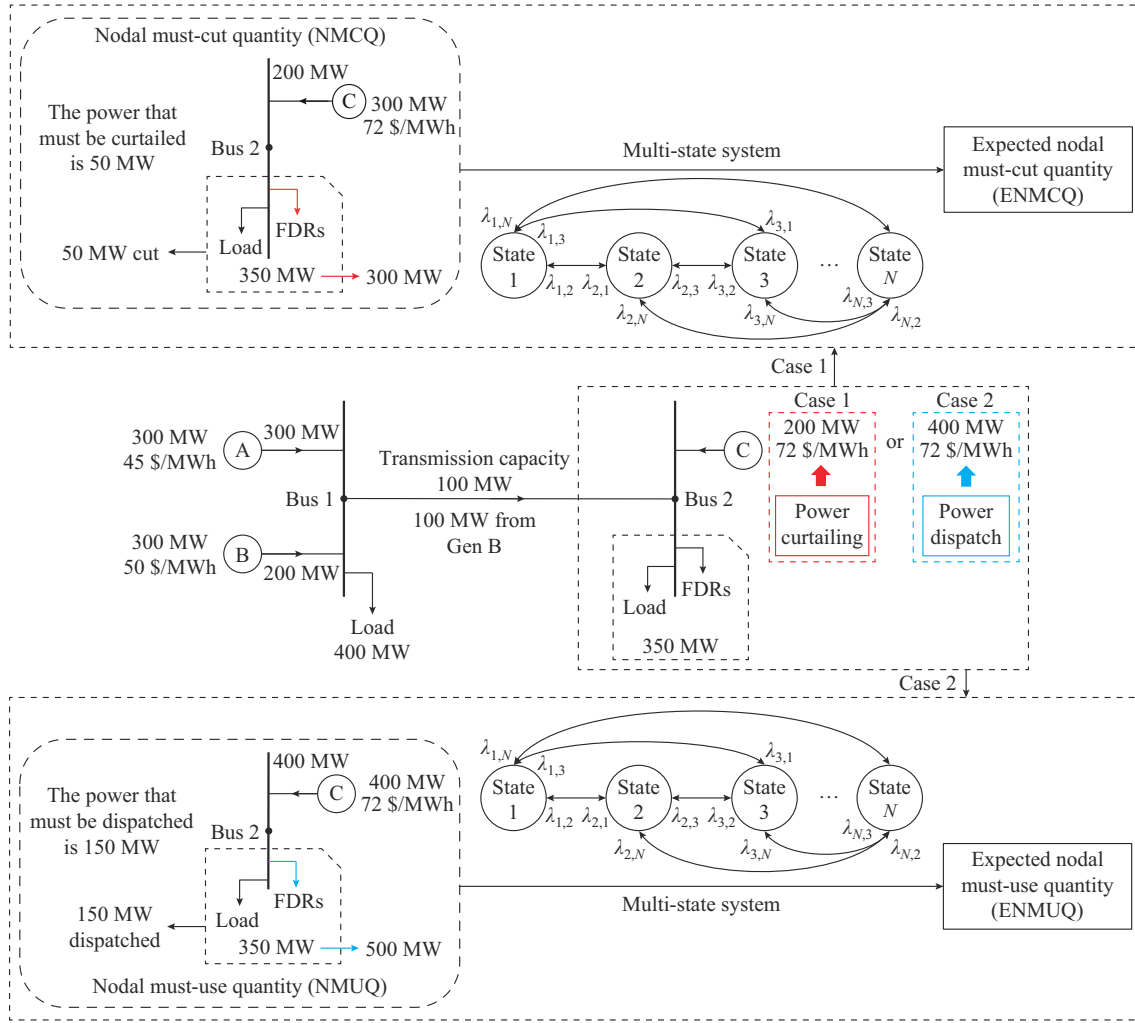 Nodal must-cut quantity (NMCQ)
200 MW
C
300 MW
72 $/MWh
The power that
must be curtailed
is 50 MW
Bus 2
Load
FDRs
50 MW cut
350 MW
300 MW
Multi-state system
Expected nodal
must-cut quantity
(ENMCQ)
λ1,N
λ1,3
λ3,1
State
1
State
2
State
3
...
State
N
λ1,2
λ2,1
λ2,3
λ3,2
λN,3
λ2,N
λ3,N
λN,2
Case 1
300 MW
45 $/MWh
A
300 MW
Bus 1
Transmission capacity
100 MW
100 MW from
Gen B
300 MW
50 $/MWh
B
200 MW
Load
400 MW
C
Bus 2
Load
FDRs
350 MW
Case 1
200 MW
72 $/MWh
Power
curtailing
or
Case 2
400 MW
72 $/MWh
Power
dispatch
Case 2
400 MW
C
400 MW
72 $/MWh
The power that
must be dispatched
is 150 MW
Bus 2
Load
FDRs
150 MW
dispatched
350 MW
500 MW
Nodal must-use quantity (NMUQ)
λ1,N
λ1,3
λ3,1
State
1
State
2
State
3
...
State
N
λ1,2
λ2,1
λ2,3
λ3,2
λN,3
λ2,N
λ3,N
λN,2
Multi-state system
Expected nodal
must-use quantity
(ENMUQ)